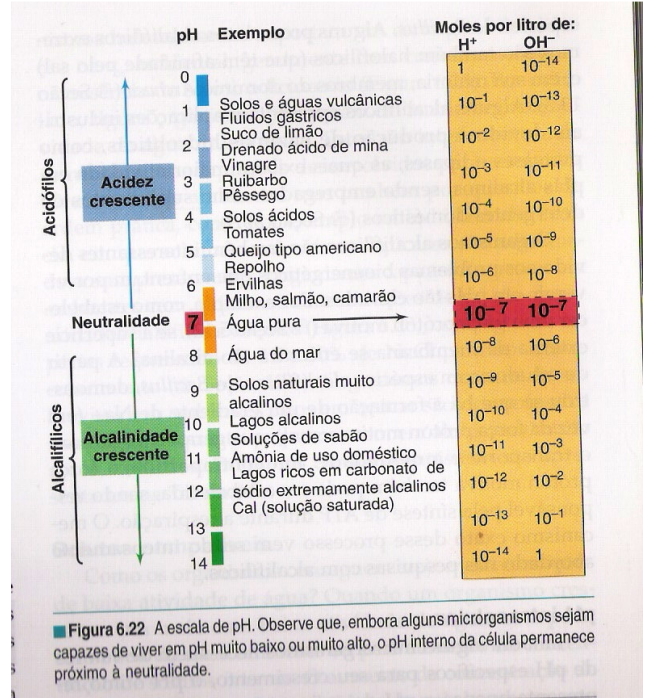 Moles por litro de:
pH Exemplo H⁺ OH⁻
0 1 10⁻¹⁴
Solos e águas vulcânicas
1 Fluidos gástricos 10⁻¹ 10⁻¹³
Suco de limão
2 Drenado ácido de mina 10⁻² 10⁻¹²
Vinagre
3 Ruibarbo 10⁻³ 10⁻¹¹
Pêssego
4 Solos ácidos 10⁻⁴ 10⁻¹⁰
Tomates
5 Queijo tipo americano 10⁻⁵ 10⁻⁹
Repolho
6 Ervilhas 10⁻⁶ 10⁻⁸
Milho, salmão, camarão
Neutralidade 7 Água pura 10⁻⁷ 10⁻⁷
8 Água do mar 10⁻⁸ 10⁻⁶
Solos naturais muito
9 alcalinos 10⁻⁹ 10⁻⁵
10 Lagos alcalinos 10⁻¹⁰ 10⁻⁴
Soluções de sabão
11 Amônia de uso doméstico 10⁻¹¹ 10⁻³
Lagos ricos em carbonato de
12 sódio extremamente alcalinos 10⁻¹² 10⁻²
Cal (solução saturada)
13 10⁻¹³ 10⁻¹
14 10⁻¹⁴ 1
Acidófilos
Acidez
crescente
Alcalifílicos
Alcalinidade
crescente
Figura 6.22 A escala de pH. Observe que, embora alguns micrórganismos sejam
capazes de viver em pH muito baixo ou muito alto, o pH interno da célula permanece
próximo à neutralidade.